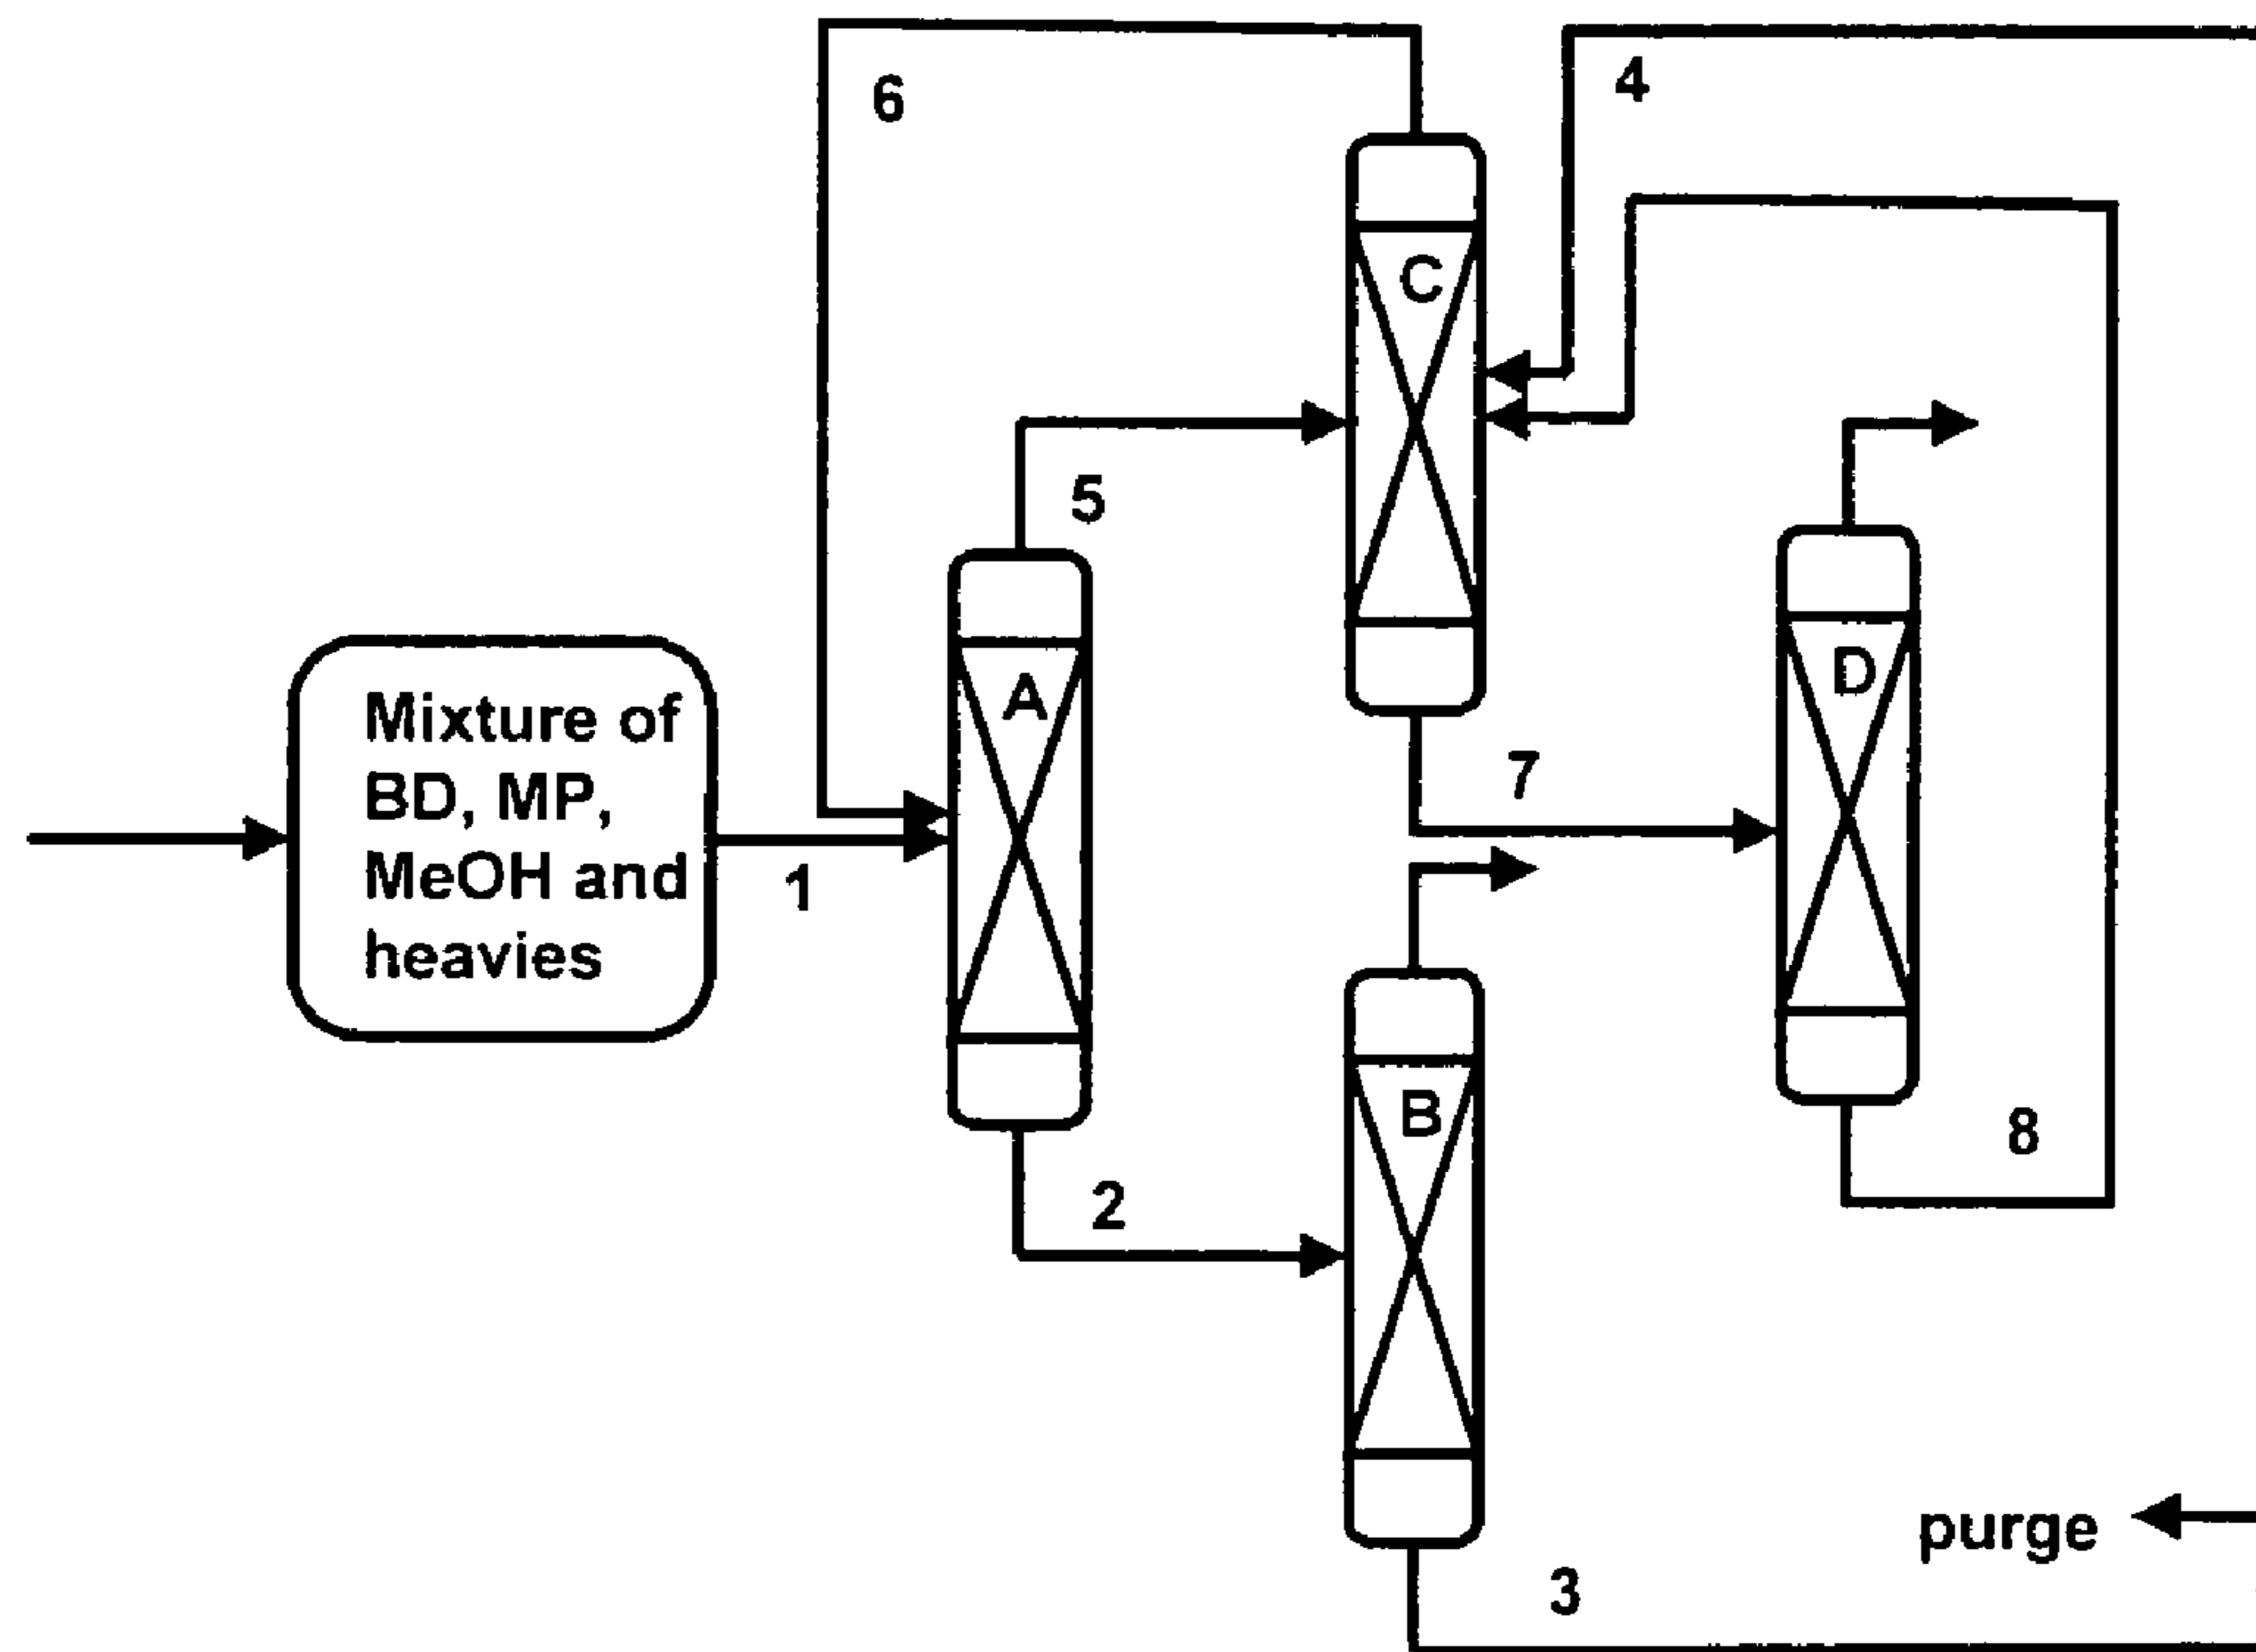 6
4
C
5
A
D
Mixture of
BD, MP,
MeOH and
heavies
1
7
B
8
2
purge
3